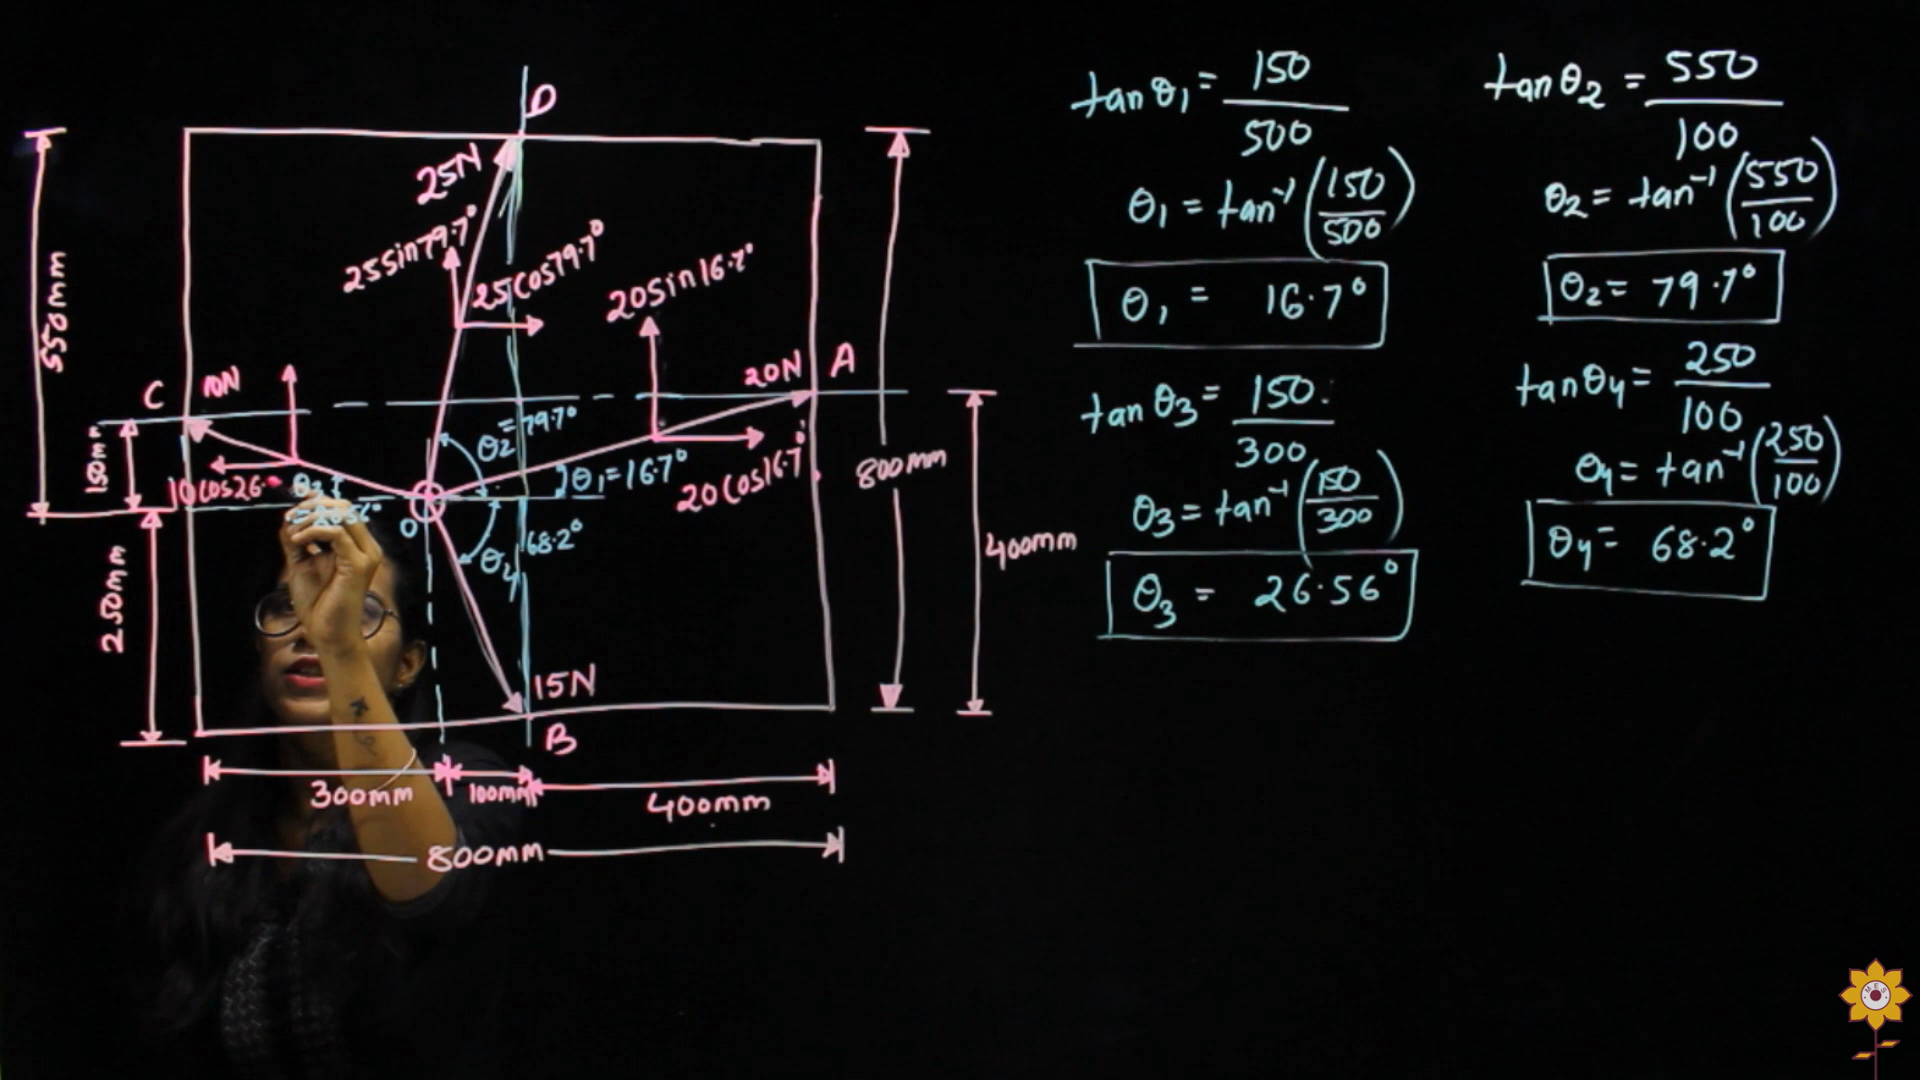 D
25N
25Sin79.7°
25Cos79.7°
20Sin16.7°
550mm
C
10N
20N
A
150mm
θ2 = 79.7°
θ1 = 16.7°
20Cos16.7°
800mm
10Cos26.
θ3
O
68.2°
θ4
400mm
250mm
15N
B
300mm
100mm
400mm
800mm
tan θ1 = 150
500
θ1 = tan-1 (150
500)
θ1 = 16.7°
tan θ3 = 150
300
θ3 = tan-1 (150
300)
θ3 = 26.56°
tan θ2 = 550
100
θ2 = tan-1 (550
100)
θ2 = 79.7°
tan θ4 = 250
100
θ4 = tan-1 (250
100)
θ4 = 68.2°
MES